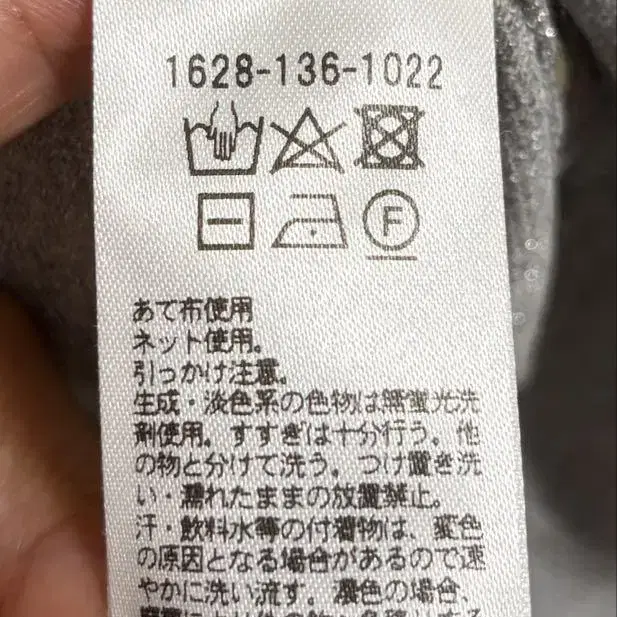 1628-136-1022
F
あて布使用
ネット使用。
引っかけ注意。
生成・淡色系の色物は無蛍光洗
剤使用。すすぎは十分行う。他
の物と分けて洗う。つけ置き洗
い・濡れたままの放置禁止。
汗・飲料水等の付着物は、変色
の原因となる場合があるので速
やかに洗い流す。濃色の場合、